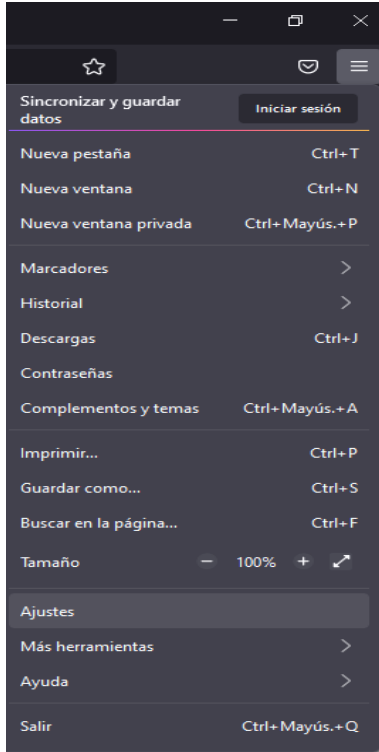 Sincronizar y guardar
datos
Iniciar sesión
Nueva pestaña Ctrl+T
Nueva ventana Ctrl+N
Nueva ventana privada Ctrl+Mayús.+P
Marcadores
Historial
Descargas Ctrl+J
Contraseñas
Complementos y temas Ctrl+Mayús.+A
Imprimir... Ctrl+P
Guardar como... Ctrl+S
Buscar en la página... Ctrl+F
Tamaño − 100% +
Ajustes
Más herramientas
Ayuda
Salir Ctrl+Mayús.+Q